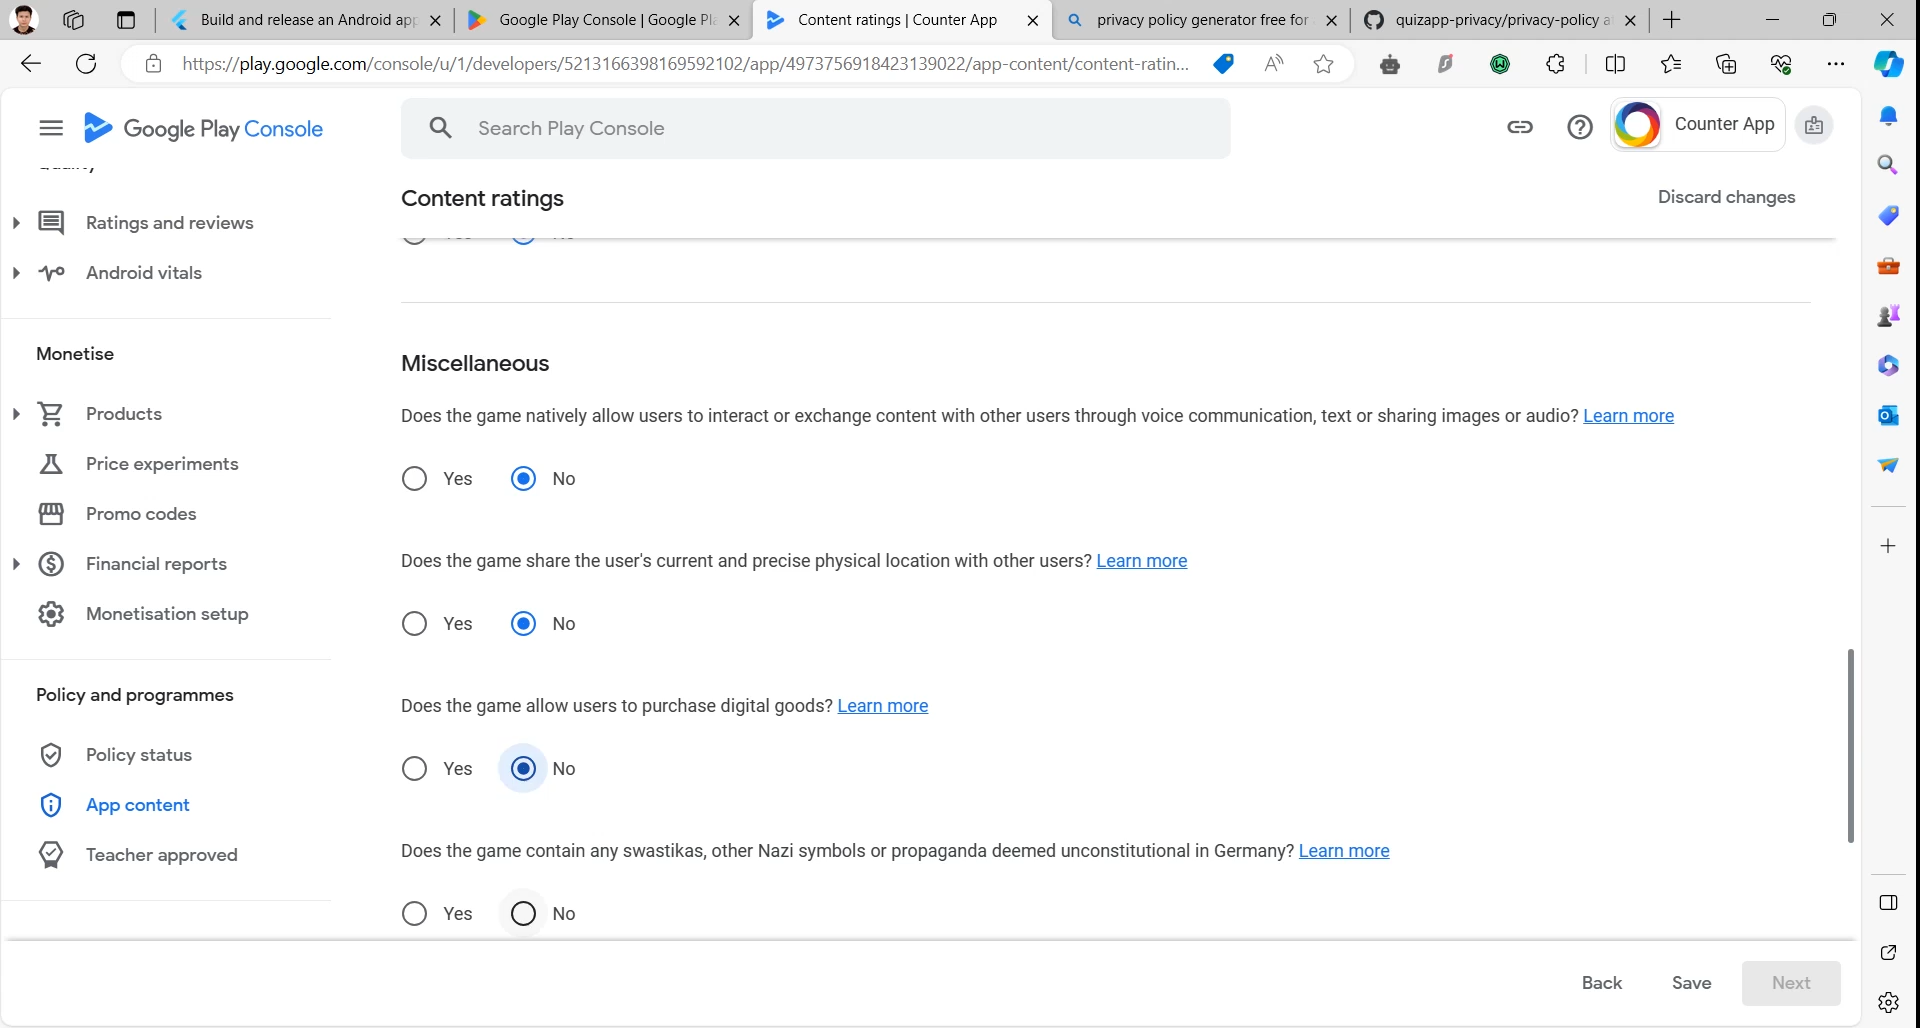 Build and release an Android app
Google Play Console | Google Pla
Content ratings | Counter App
privacy policy generator free for
quizapp-privacy/privacy-policy a
https://play.google.com/console/u/1/developers/5213166398169592102/app/4973756918423139022/app-content/content-ratin...
Google Play Console
Search Play Console
Counter App
Content ratings
Discard changes
Ratings and reviews
Android vitals
Monetise
Products
Price experiments
Promo codes
Financial reports
Monetisation setup
Policy and programmes
Policy status
App content
Teacher approved
Miscellaneous
Does the game natively allow users to interact or exchange content with other users through voice communication, text or sharing images or audio? Learn more
Yes No
Does the game share the user's current and precise physical location with other users? Learn more
Yes No
Does the game allow users to purchase digital goods? Learn more
Yes No
Does the game contain any swastikas, other Nazi symbols or propaganda deemed unconstitutional in Germany? Learn more
Yes No
Back Save Next